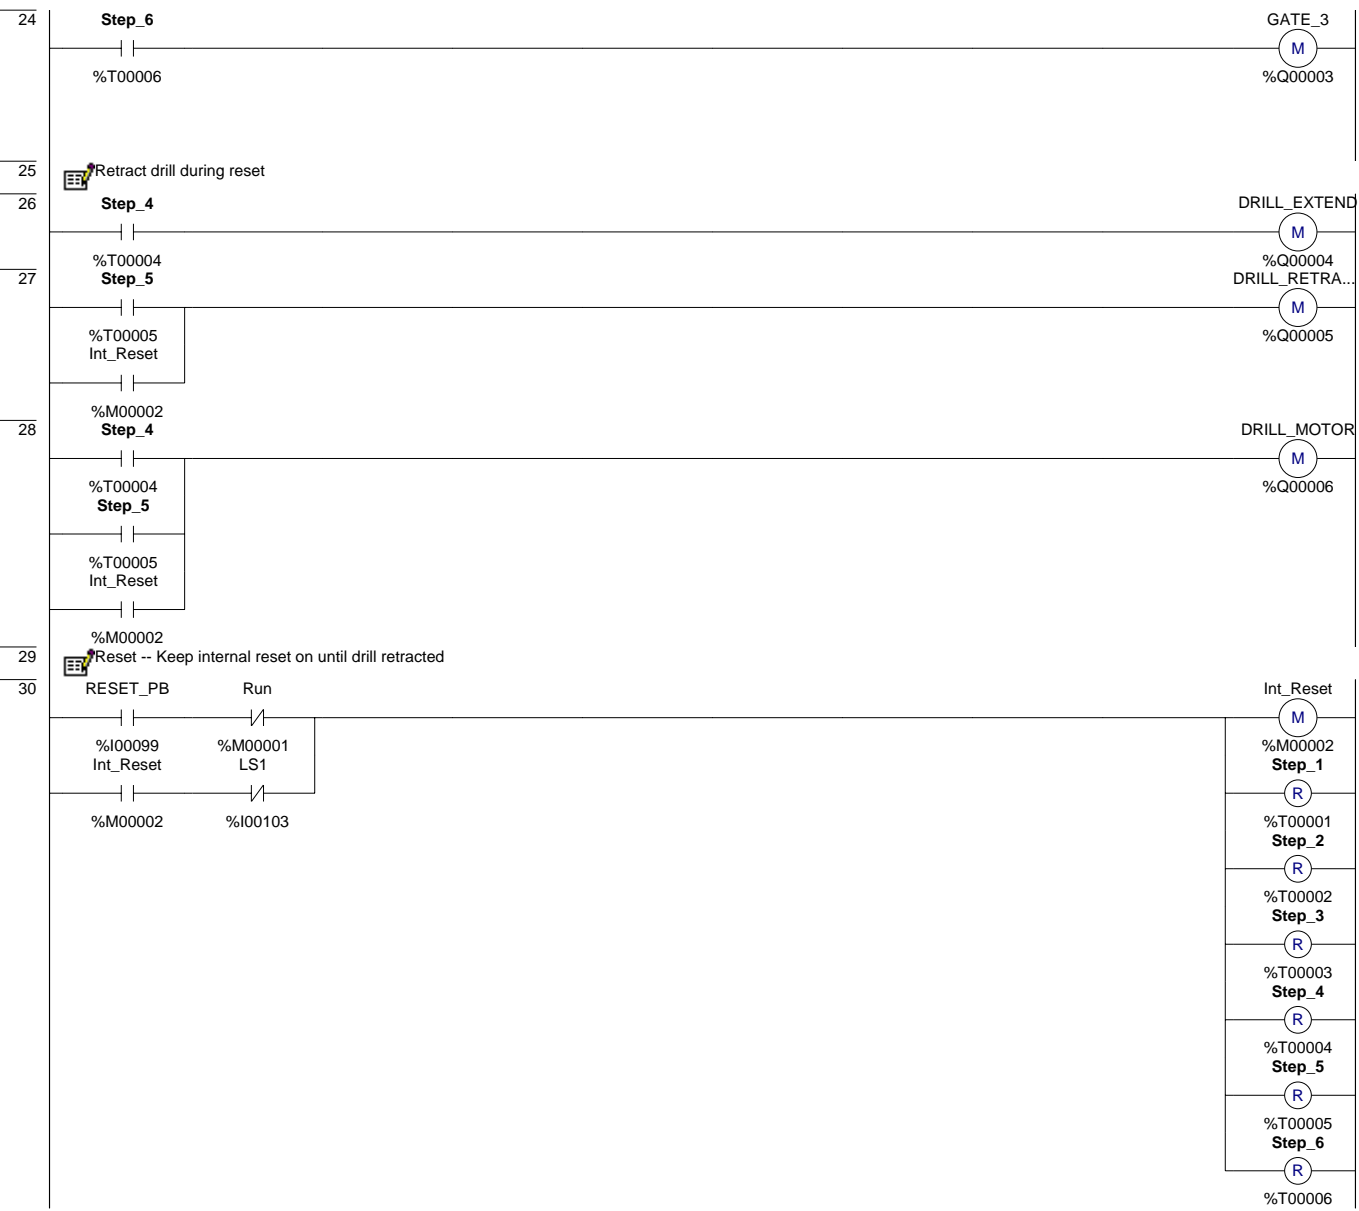 24
Step_6
GATE_3
M
%T00006
%Q00003
25
Retract drill during reset
26
Step_4
DRILL_EXTEND
M
%T00004
%Q00004
27
Step_5
DRILL_RETRA...
M
%T00005
%Q00005
Int_Reset
%M00002
28
Step_4
DRILL_MOTOR
M
%T00004
%Q00006
Step_5
%T00005
Int_Reset
%M00002
29
Reset -- Keep internal reset on until drill retracted
30
RESET_PB Run
Int_Reset
M
%I00099 %M00001
%M00002
Int_Reset LS1
Step_1
R
%M00002 %I00103
%T00001
Step_2
R
%T00002
Step_3
R
%T00003
Step_4
R
%T00004
Step_5
R
%T00005
Step_6
R
%T00006